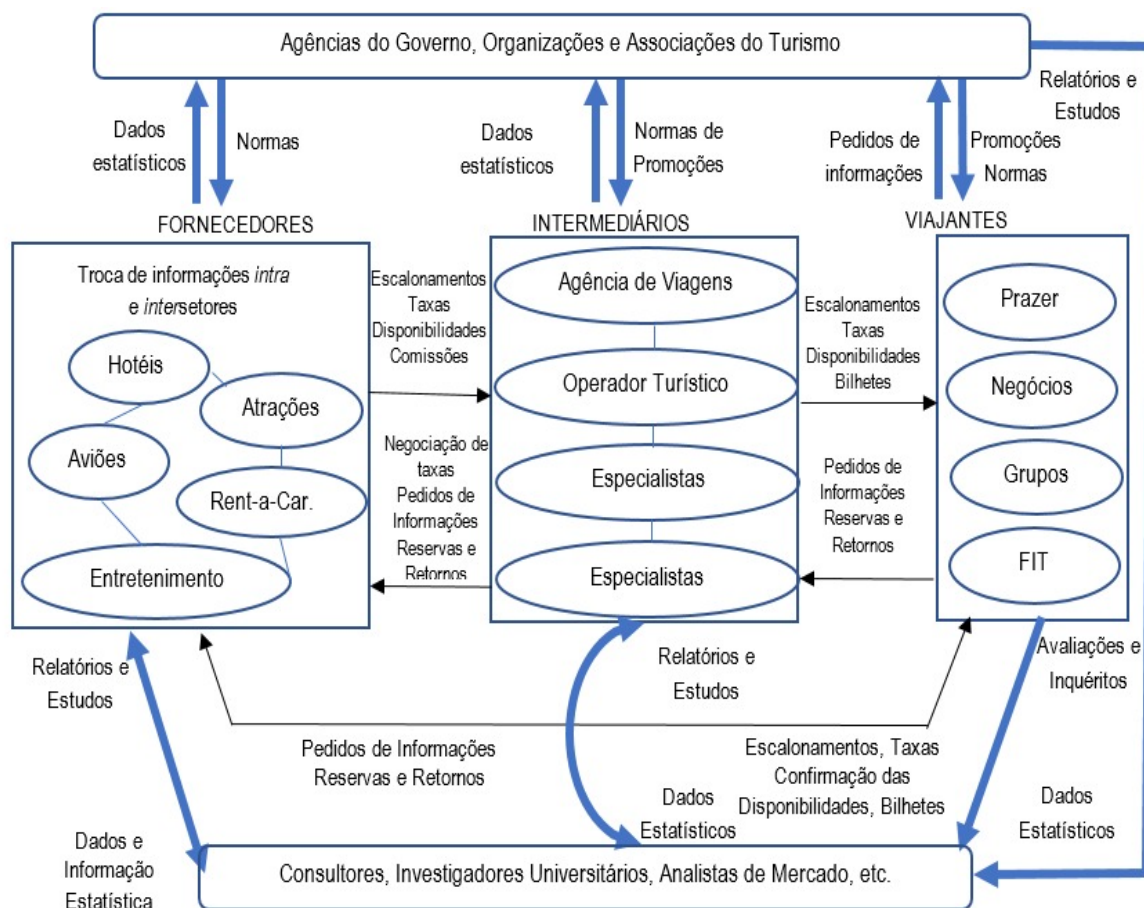 Agências do Governo, Organizações e Associações do Turismo
Relatórios e
Estudos
Dados
estatísticos
Normas
Dados
estatísticos
Normas de
Promoções
Pedidos de
informações
Promoções
Normas
FORNECEDORES
INTERMEDIÁRIOS
VIAJANTES
Troca de informações intra
e intersetores
Hotéis
Atrações
Aviões
Rent-a-Car.
Entretenimento
Escalonamentos
Taxas
Disponibilidades
Comissões
Negociação de
taxas
Pedidos de
Informações
Reservas e
Retornos
Agência de Viagens
Operador Turístico
Especialistas
Especialistas
Escalonamentos
Taxas
Disponibilidades
Bilhetes
Pedidos de
Informações
Reservas e
Retornos
Prazer
Negócios
Grupos
FIT
Relatórios e
Estudos
Relatórios e
Estudos
Avaliações e
Inquéritos
Pedidos de Informações
Reservas e Retornos
Escalonamentos, Taxas
Confirmação das
Disponibilidades, Bilhetes
Dados
Estatísticos
Dados
Estatísticos
Dados e
Informação
Estatística
Consultores, Investigadores Universitários, Analistas de Mercado, etc.